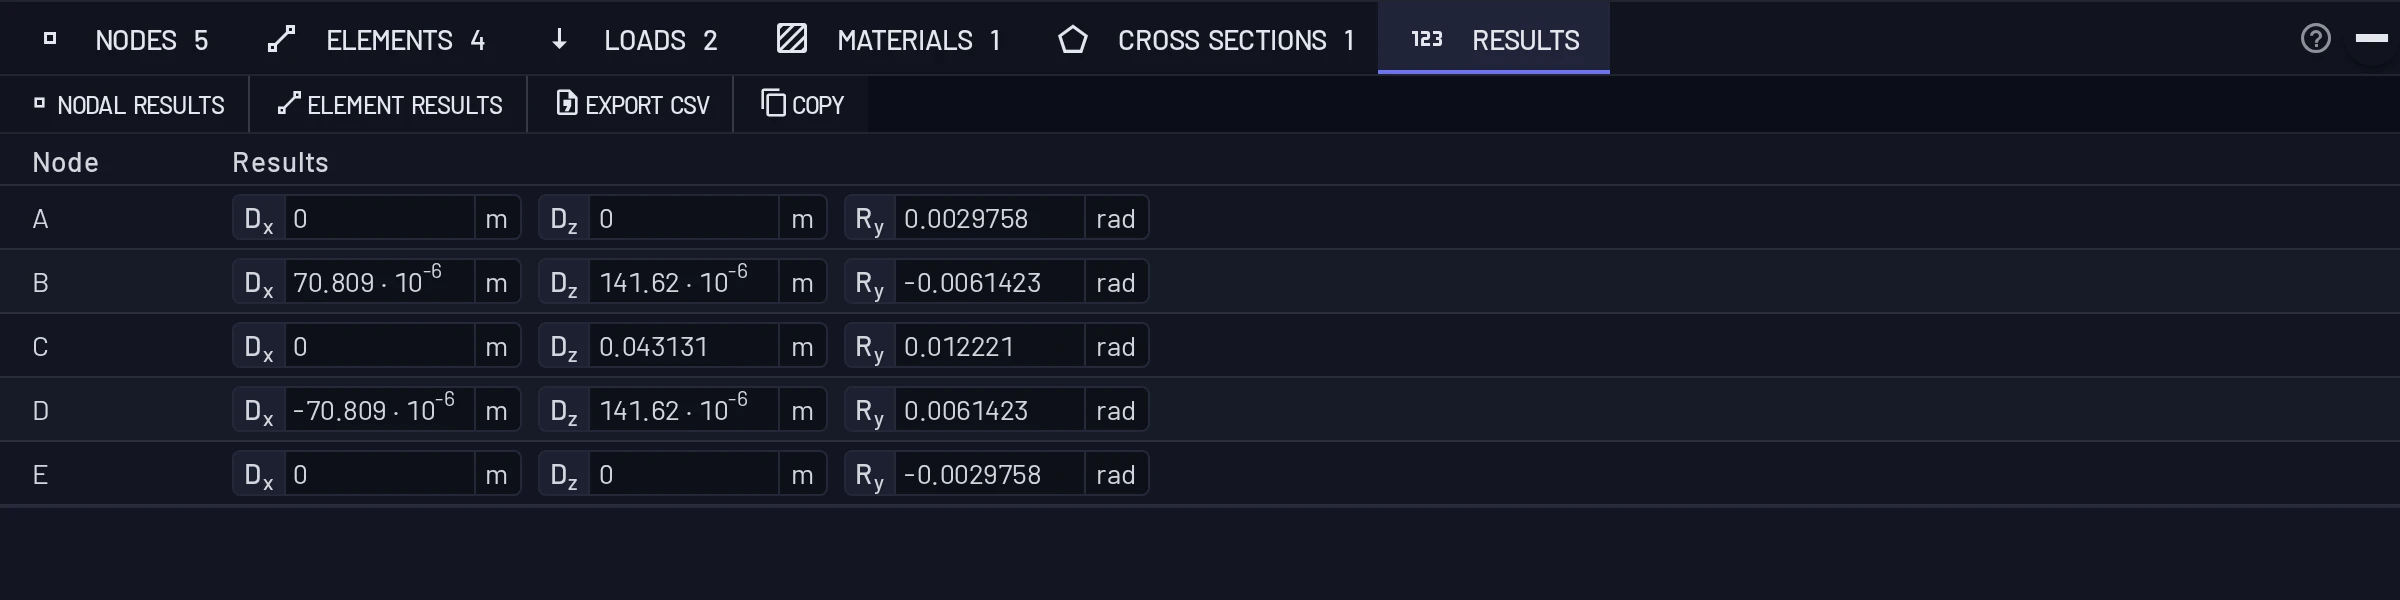 NODES 5 ELEMENTS 4 LOADS 2 MATERIALS 1 CROSS SECTIONS 1 123 RESULTS ?
NODAL RESULTS ELEMENT RESULTS EXPORT CSV COPY
Node Results
A Dx 0 m Dz 0 m Ry 0.0029758 rad
B Dx 70.809 · 10⁻⁶ m Dz 141.62 · 10⁻⁶ m Ry -0.0061423 rad
C Dx 0 m Dz 0.043131 m Ry 0.012221 rad
D Dx -70.809 · 10⁻⁶ m Dz 141.62 · 10⁻⁶ m Ry 0.0061423 rad
E Dx 0 m Dz 0 m Ry -0.0029758 rad